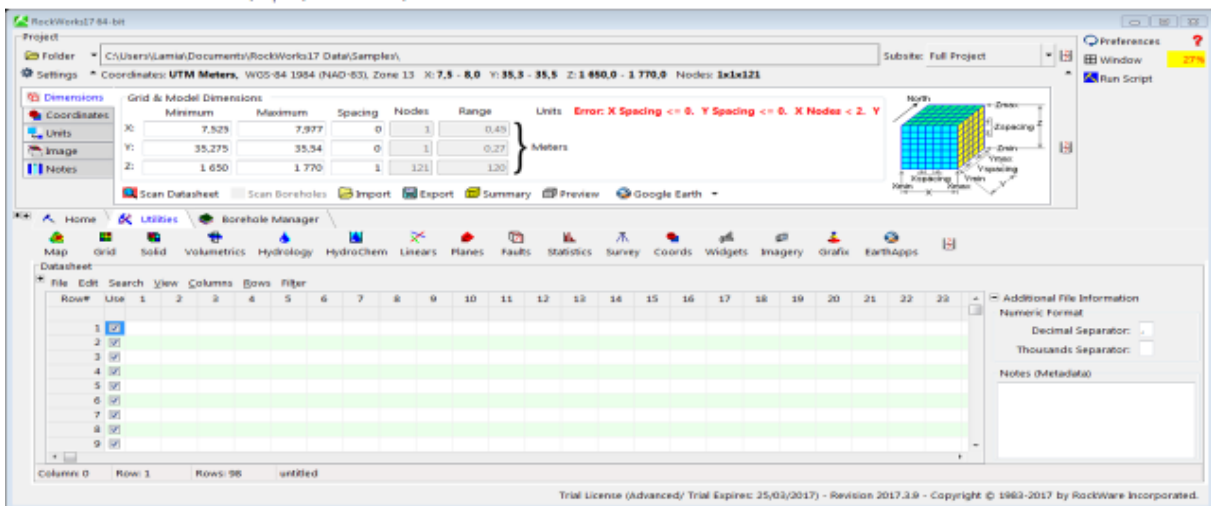 RockWorks17 64-bit
Project
Folder C:\Users\Lamia\Documents\RockWorks17 Data\Samples\ Subsite: Full Project
Preferences ?
Window 27%
Run Script
Settings Coordinates: UTM Meters, WGS-84 1984 (NAD-83), Zone 13 X: 7,5 - 8,0 Y: 35,3 - 35,5 Z: 1 650,0 - 1 770,0 Nodes: 1x1x121
Dimensions
Coordinates
Units
Image
Notes
Grid & Model Dimensions
Minimum Maximum Spacing Nodes Range Units Error: X Spacing <= 0. Y Spacing <= 0. X Nodes < 2. Y
X: 7,525 7,977 0 1 0,45
Y: 35,275 35,54 0 1 0,27 Meters
Z: 1 650 1 770 1 121 120
North
Zmax
Zspacing Z
Zmin
Ymax
Yspacing
Xspacing Ymin
Xmin X Xmax Y
Scan Datasheet Scan Boreholes Import Export Summary Preview Google Earth
Home Utilities Borehole Manager
Map Grid Solid Volumetrics Hydrology HydroChem Linears Planes Faults Statistics Survey Coords Widgets Imagery Grafix EarthApps
Datasheet
File Edit Search View Columns Rows Filter
Row# Use 1 2 3 4 5 6 7 8 9 10 11 12 13 14 15 16 17 18 19 20 21 22 23
1
2
3
4
5
6
7
8
9
Additional File Information
Numeric Format
Decimal Separator: ,
Thousands Separator:
Notes (Metadata)
Column: 0 Row: 1 Rows: 98 untitled
Trial License (Advanced/ Trial Expires: 25/03/2017) - Revision 2017.3.9 - Copyright © 1983-2017 by RockWare Incorporated.